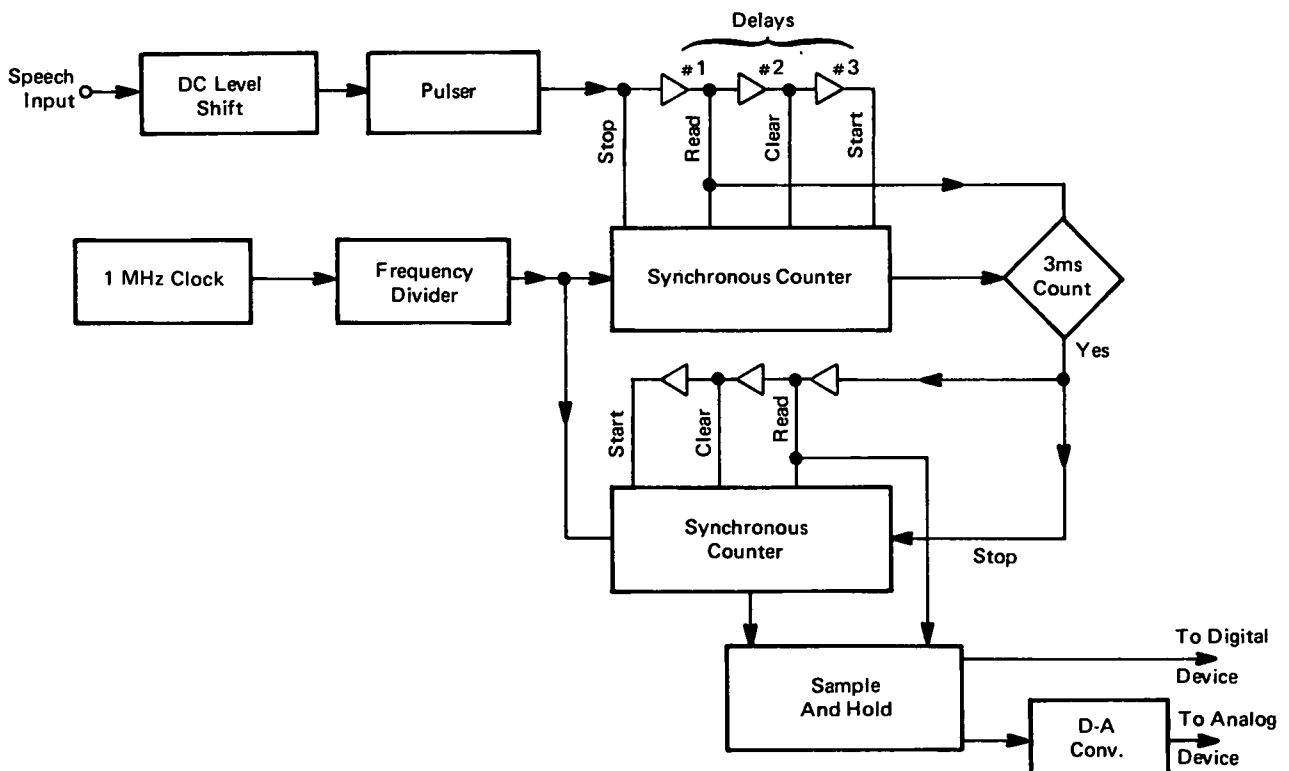 Delays
#1
#2
#3
Speech
Input
DC Level
Shift
Pulser
Stop
Read
Clear
Start
1 MHz Clock
Frequency
Divider
Synchronous Counter
3ms
Count
Yes
Start
Clear
Read
Synchronous
Counter
Stop
Sample
And Hold
To Digital
Device
D-A
Conv.
To Analog
Device